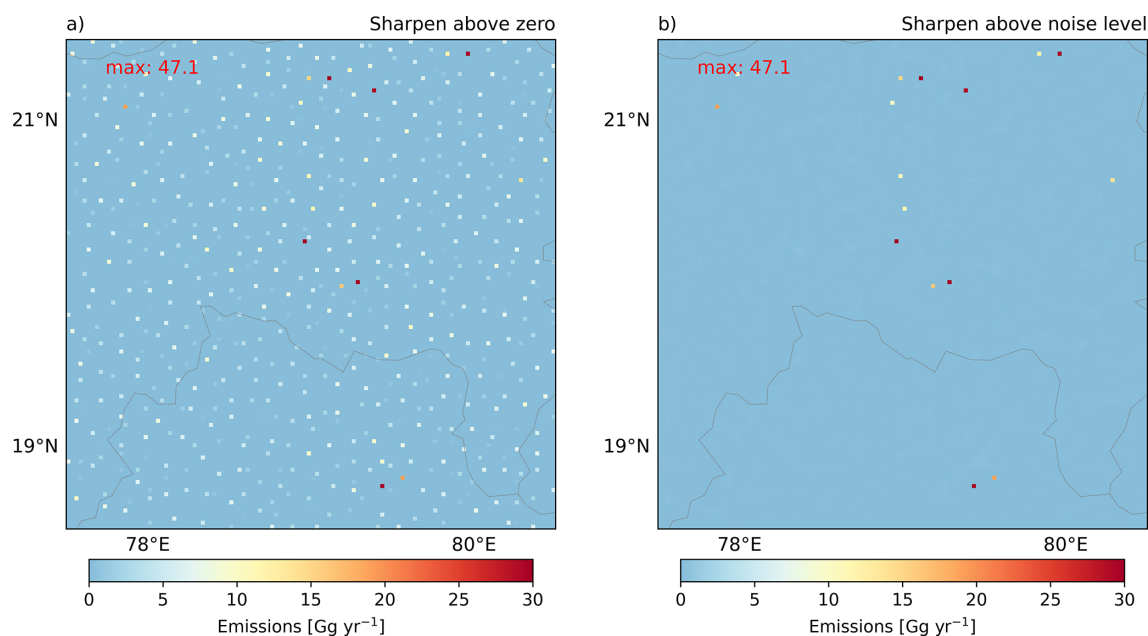 a) Sharpen above zero
max: 47.1
21°N
19°N
78°E 80°E
0 5 10 15 20 25 30
Emissions [Gg yr⁻¹]
b) Sharpen above noise level
max: 47.1
21°N
19°N
78°E 80°E
0 5 10 15 20 25 30
Emissions [Gg yr⁻¹]